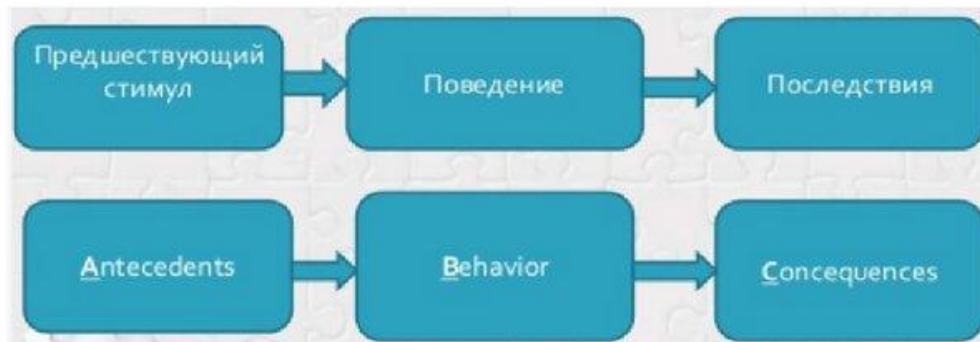 Предшествующий
стимул
Поведение
Последствия
Antecedents
Behavior
Concequences